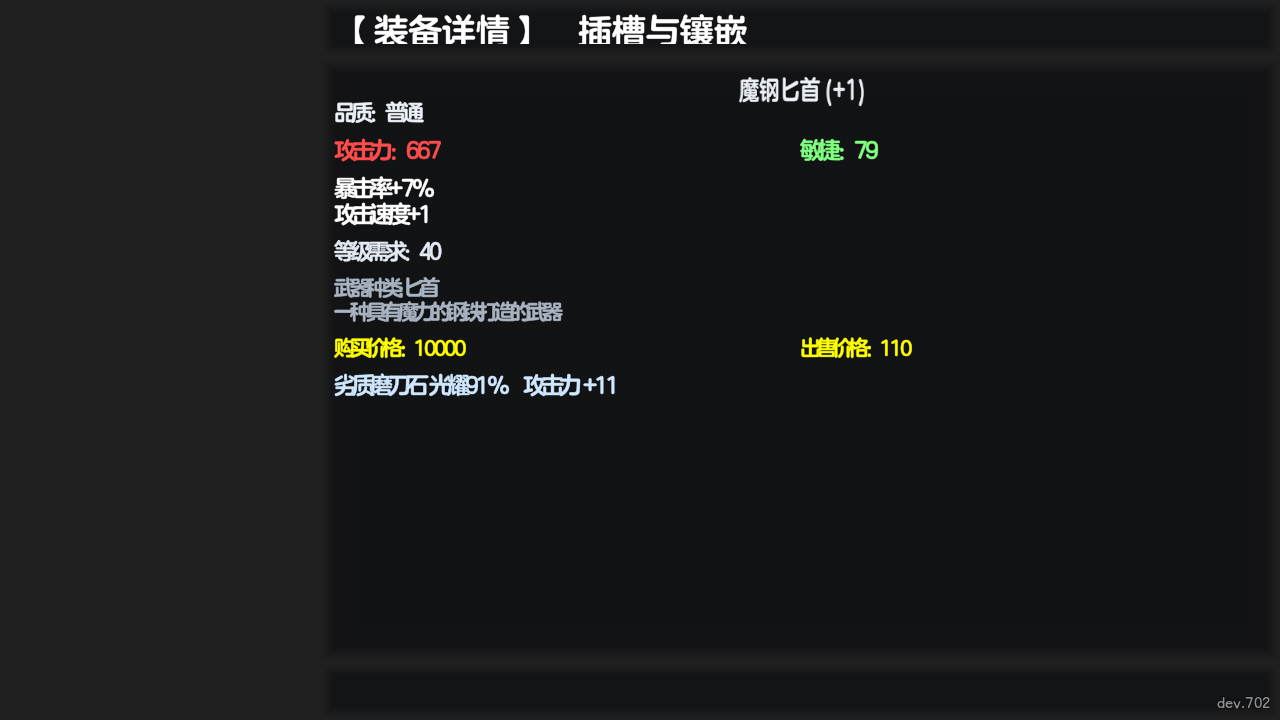 【装备详情】 插槽与镶嵌
魔钢匕首 (+1)
品质: 普通
攻击力: 667 敏捷: 79
暴击率+7%
攻击速度+1
等级需求: 40
武器种类 匕首
一种具有魔力的钢铁打造的武器
购买价格: 10000 出售价格: 110
劣质磨刀石 光耀91% 攻击力 +11
dev.702